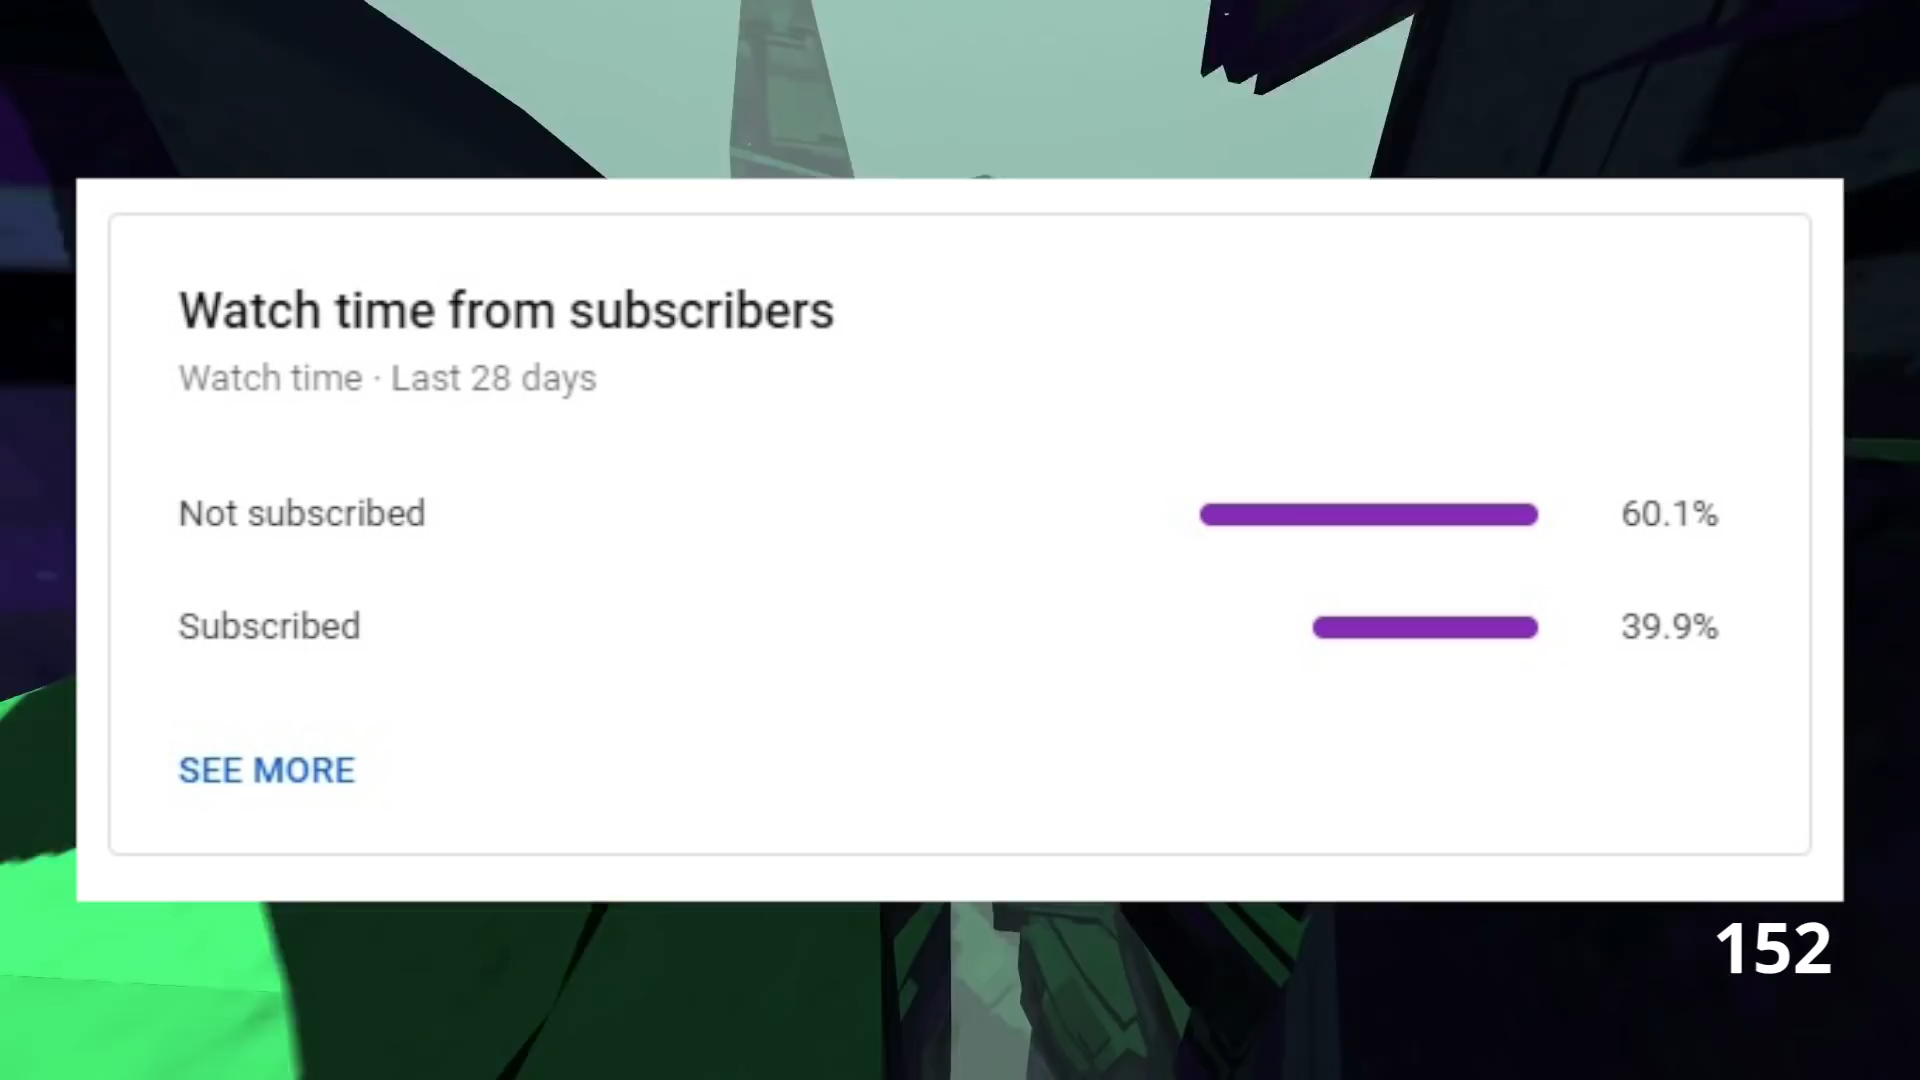 Watch time from subscribers
Watch time · Last 28 days
Not subscribed 60.1%
Subscribed 39.9%
SEE MORE
152